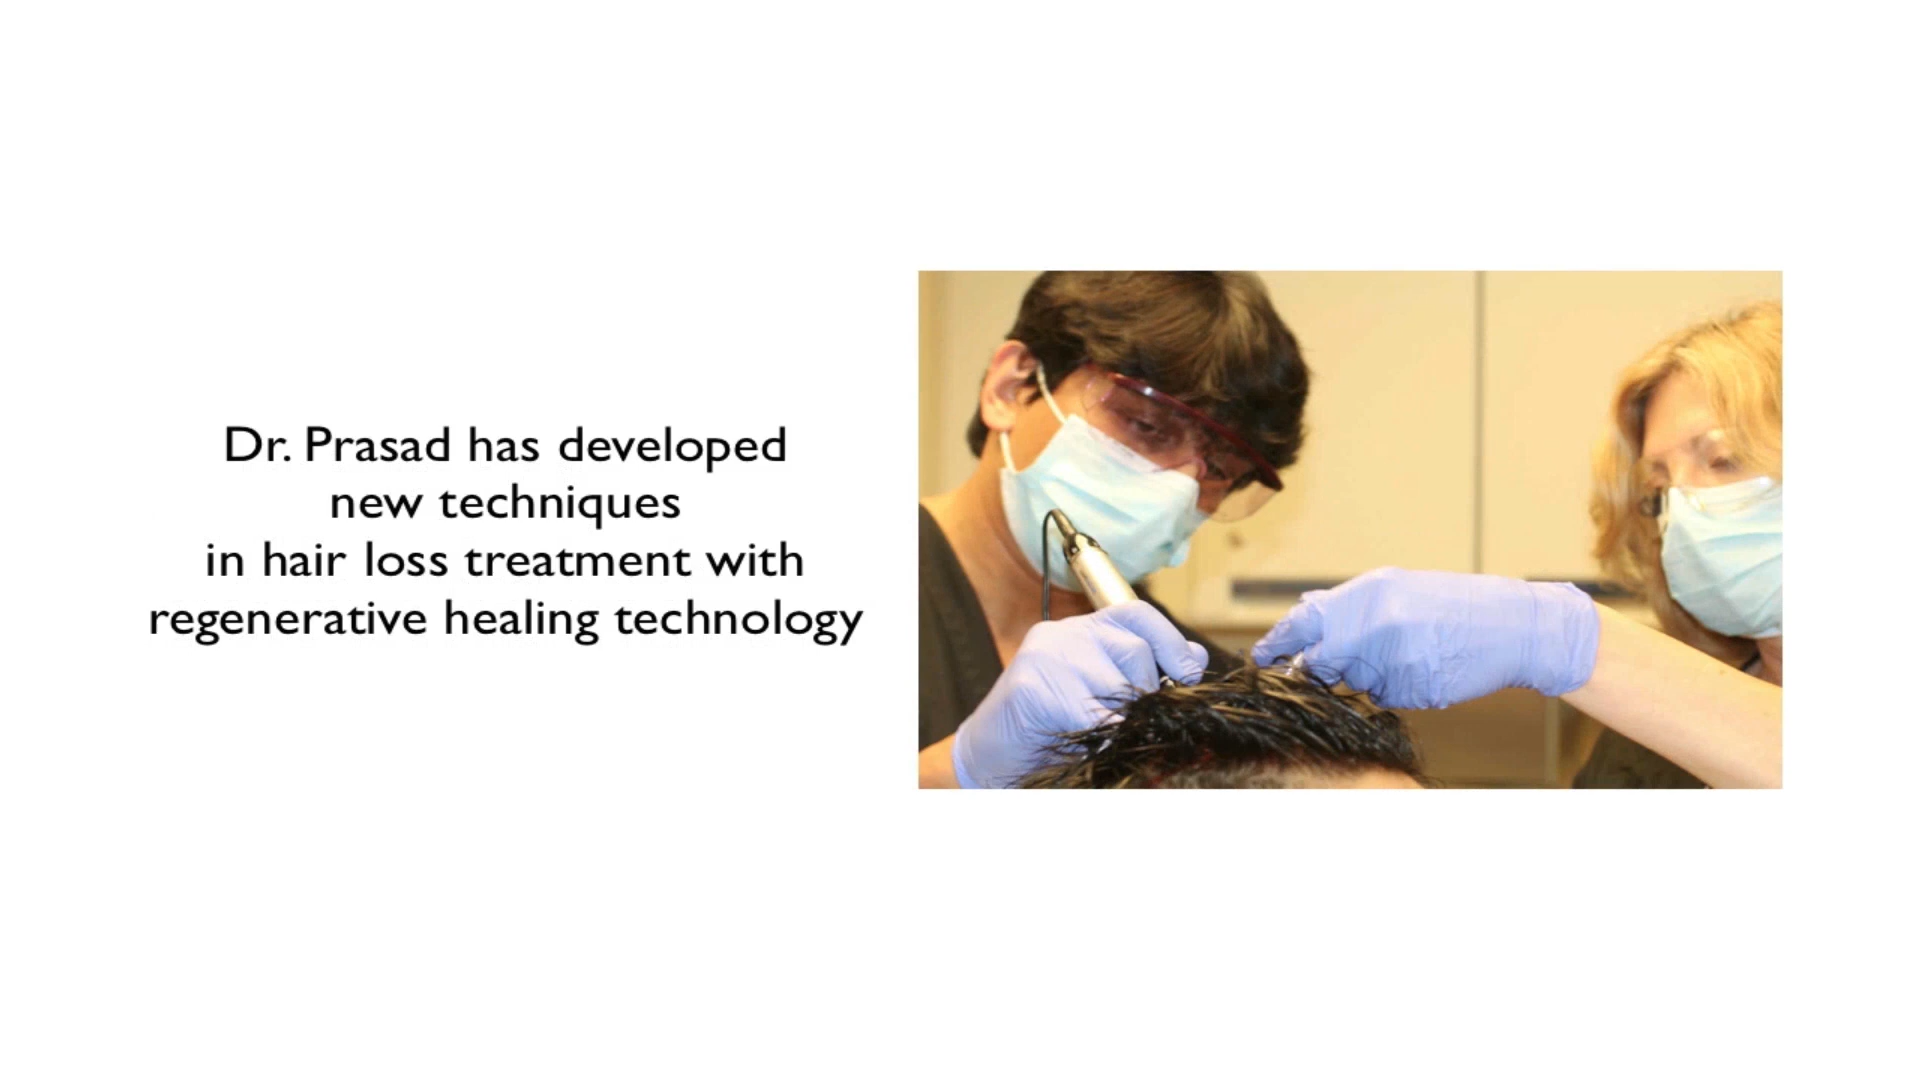 Dr. Prasad has developed
new techniques
in hair loss treatment with
regenerative healing technology